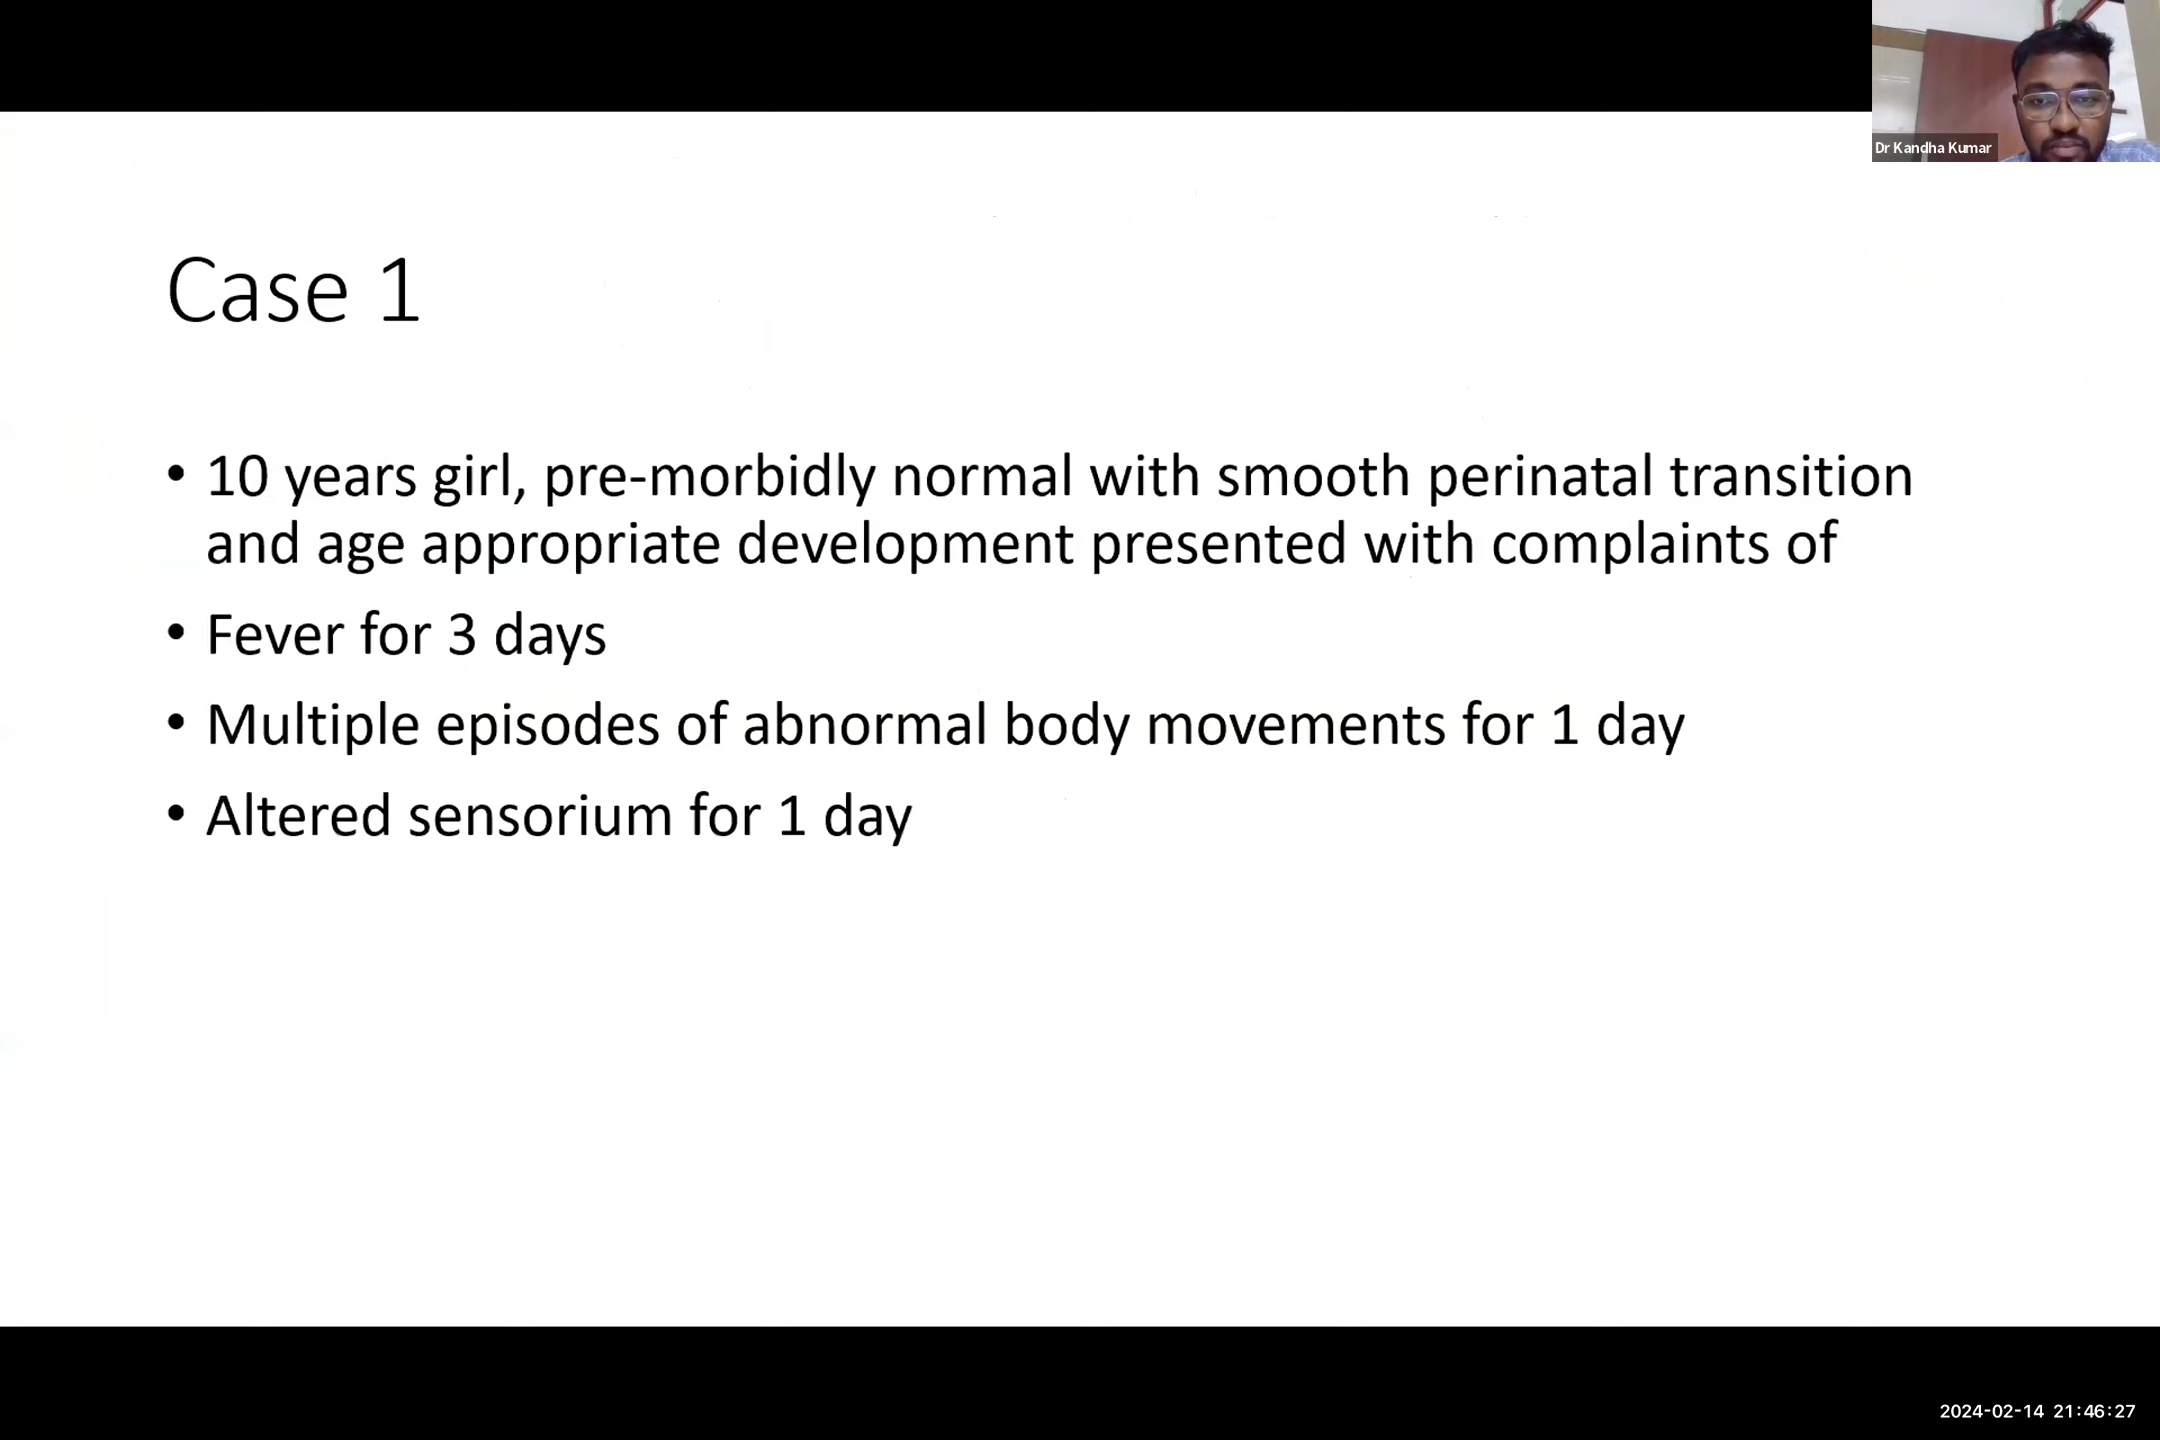 Dr Kandha Kumar
Case 1
• 10 years girl, pre-morbidly normal with smooth perinatal transition
and age appropriate development presented with complaints of
• Fever for 3 days
• Multiple episodes of abnormal body movements for 1 day
• Altered sensorium for 1 day
2024-02-14 21:46:27